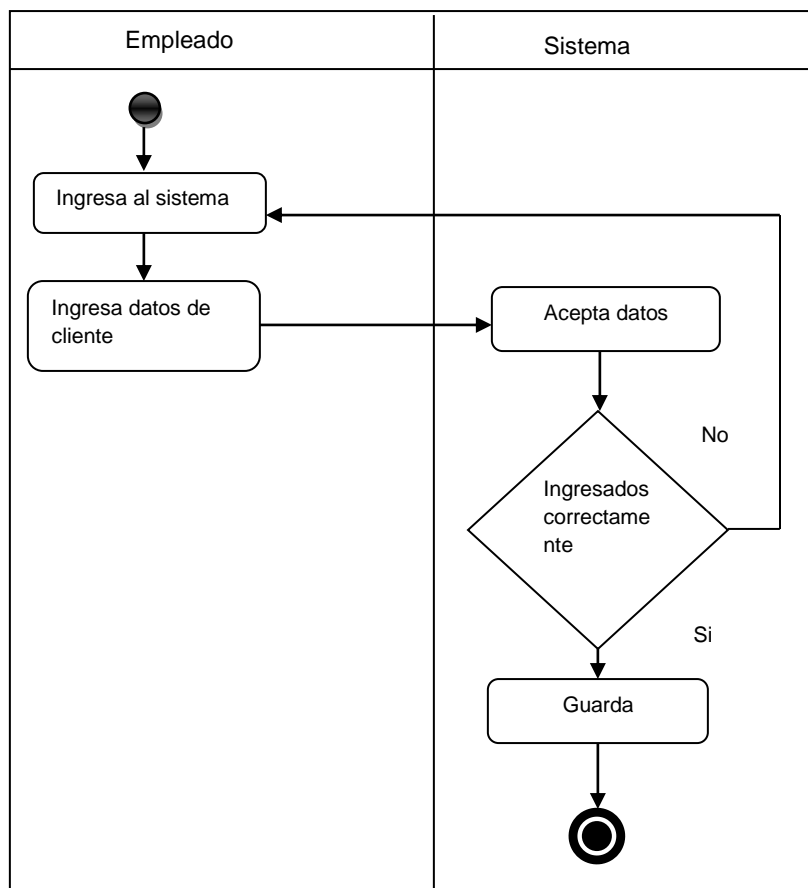 Empleado
Sistema
Ingresa al sistema
Ingresa datos de
cliente
Acepta datos
No
Ingresados
correctame
nte
Si
Guarda